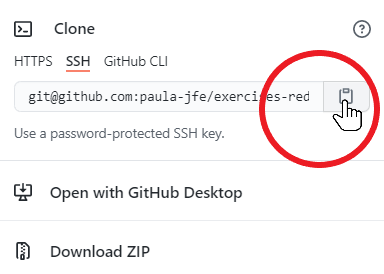 Clone
HTTPS SSH GitHub CLI
git@github.com:paula-jfe/exercises-red
Use a password-protected SSH key.
Open with GitHub Desktop
Download ZIP